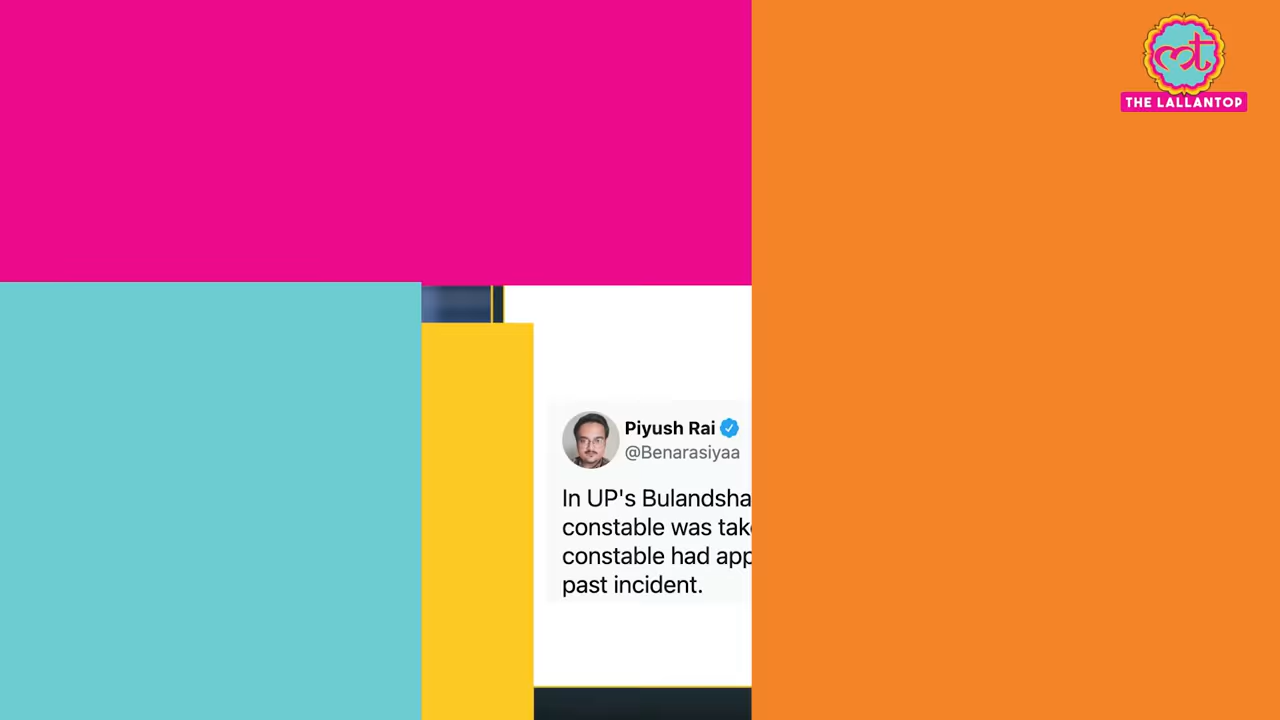 THE LALLANTOP
Piyush Rai
@Benarasiyaa
In UP's Bulandsha
constable was tak
constable had app
past incident.